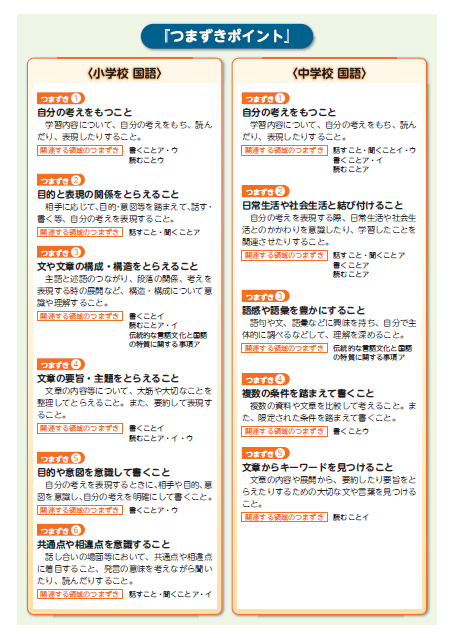 『つまずきポイント』
〈小学校 国語〉
つまずき①
自分の考えをもつこと
学習内容について、自分の考えをもち、読ん
だり、表現したりすること。
関連する領域のつまずき 書くことア・ウ
読むことウ
つまずき②
目的と表現の関係をとらえること
相手に応じて、目的・意図等を踏まえて、話す・
書く等、自分の考えを表現すること。
関連する領域のつまずき 話すこと・聞くことア
つまずき③
文や文章の構成・構造をとらえること
主語と述語のつながり、段落の関係、考えを
表現する時の展開など、構造・構成について意
識や理解すること。
関連する領域のつまずき 書くことイ
読むことア・イ
伝統的な言語文化と国語
の特質に関する事項ア
つまずき④
文章の要旨・主題をとらえること
文章の内容等について、大筋や大切なことを
整理してとらえること。また、要約して表現す
ること。
関連する領域のつまずき 書くことイ
読むことア・イ・ウ
つまずき⑤
目的や意図を意識して書くこと
自分の考えを表現するときに、相手や目的、意
図を意識し、自分の考えを明確にして書くこと。
関連する領域のつまずき 書くことア・ウ
つまずき⑥
共通点や相違点を意識すること
話し合いの場面等において、共通点や相違点
に着目すること、発言の意味を考えながら聞い
たり、読んだりすること。
関連する領域のつまずき 話すこと・聞くことア・イ
〈中学校 国語〉
つまずき①
自分の考えをもつこと
学習内容について、自分の考えをもち、読ん
だり、表現したりすること。
関連する領域のつまずき 話すこと・聞くことイ・ウ
書くことア・イ
読むことア
つまずき②
日常生活や社会生活と結び付けること
自分の考えを表現する際、日常生活や社会生
活とのかかわりを意識したり、学習したことを
関連させたりすること。
関連する領域のつまずき 話すこと・聞くことア
書くことア
読むことア
つまずき③
語感や語彙を豊かにすること
語句や文、語彙などに興味を持ち、自分で主
体的に調べるなどして、理解を深めること。
関連する領域のつまずき 伝統的な言語文化と国語
の特質に関する事項ア
つまずき④
複数の条件を踏まえて書くこと
複数の資料や文章を比較して考えること。ま
た、限定された条件を踏まえて書くこと。
関連する領域のつまずき 書くことウ
つまずき⑤
文章からキーワードを見つけること
文章の内容や展開から、要約したり要旨をと
らえたりするための大切な文や言葉を見つける
こと。
関連する領域のつまずき 読むことイ